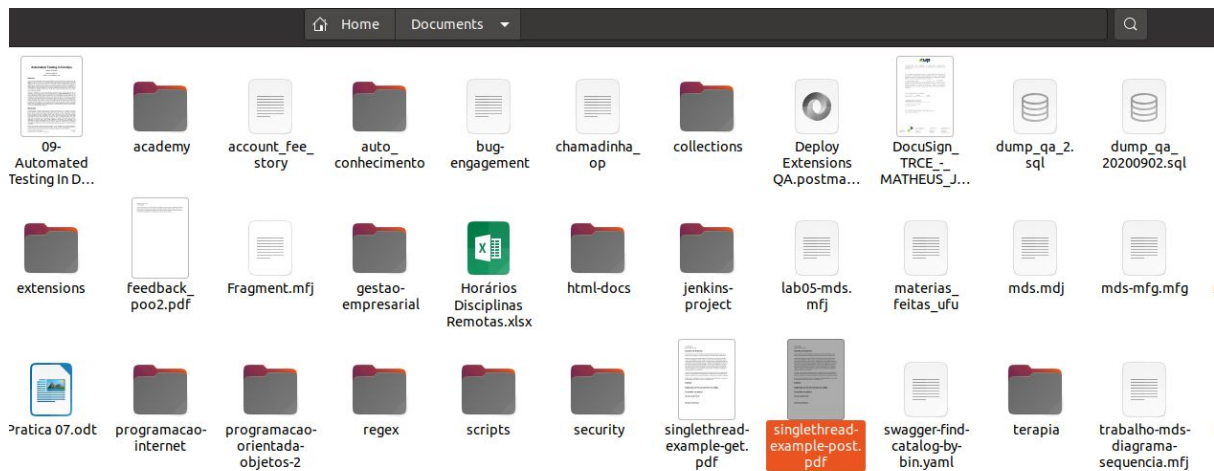 Home Documents
09-
Automated
Testing In D...
academy
account_fee_
story
auto_
conhecimento
bug-
engagement
chamadinha_
op
collections
Deploy
Extensions
QA.postma...
DocuSign_
TRCE_-_
MATHEUS_J...
dump_qa_2.
sql
dump_qa_
20200902.sql
extensions
feedback_
poo2.pdf
Fragment.mfj
gestao-
empresarial
Horários
Disciplinas
Remotas.xlsx
html-docs
jenkins-
project
lab05-mds.
mfj
materias_
feitas_ufu
mds.mdj
mds-mfg.mfg
Pratica 07.odt
programacao-
internet
programacao-
orientada-
objetos-2
regex
scripts
security
singlethread-
example-get.
pdf
singlethread-
example-post.
pdf
swagger-find-
catalog-by-
bin.yaml
terapia
trabalho-mds-
diagrama-
sequencia.mfj